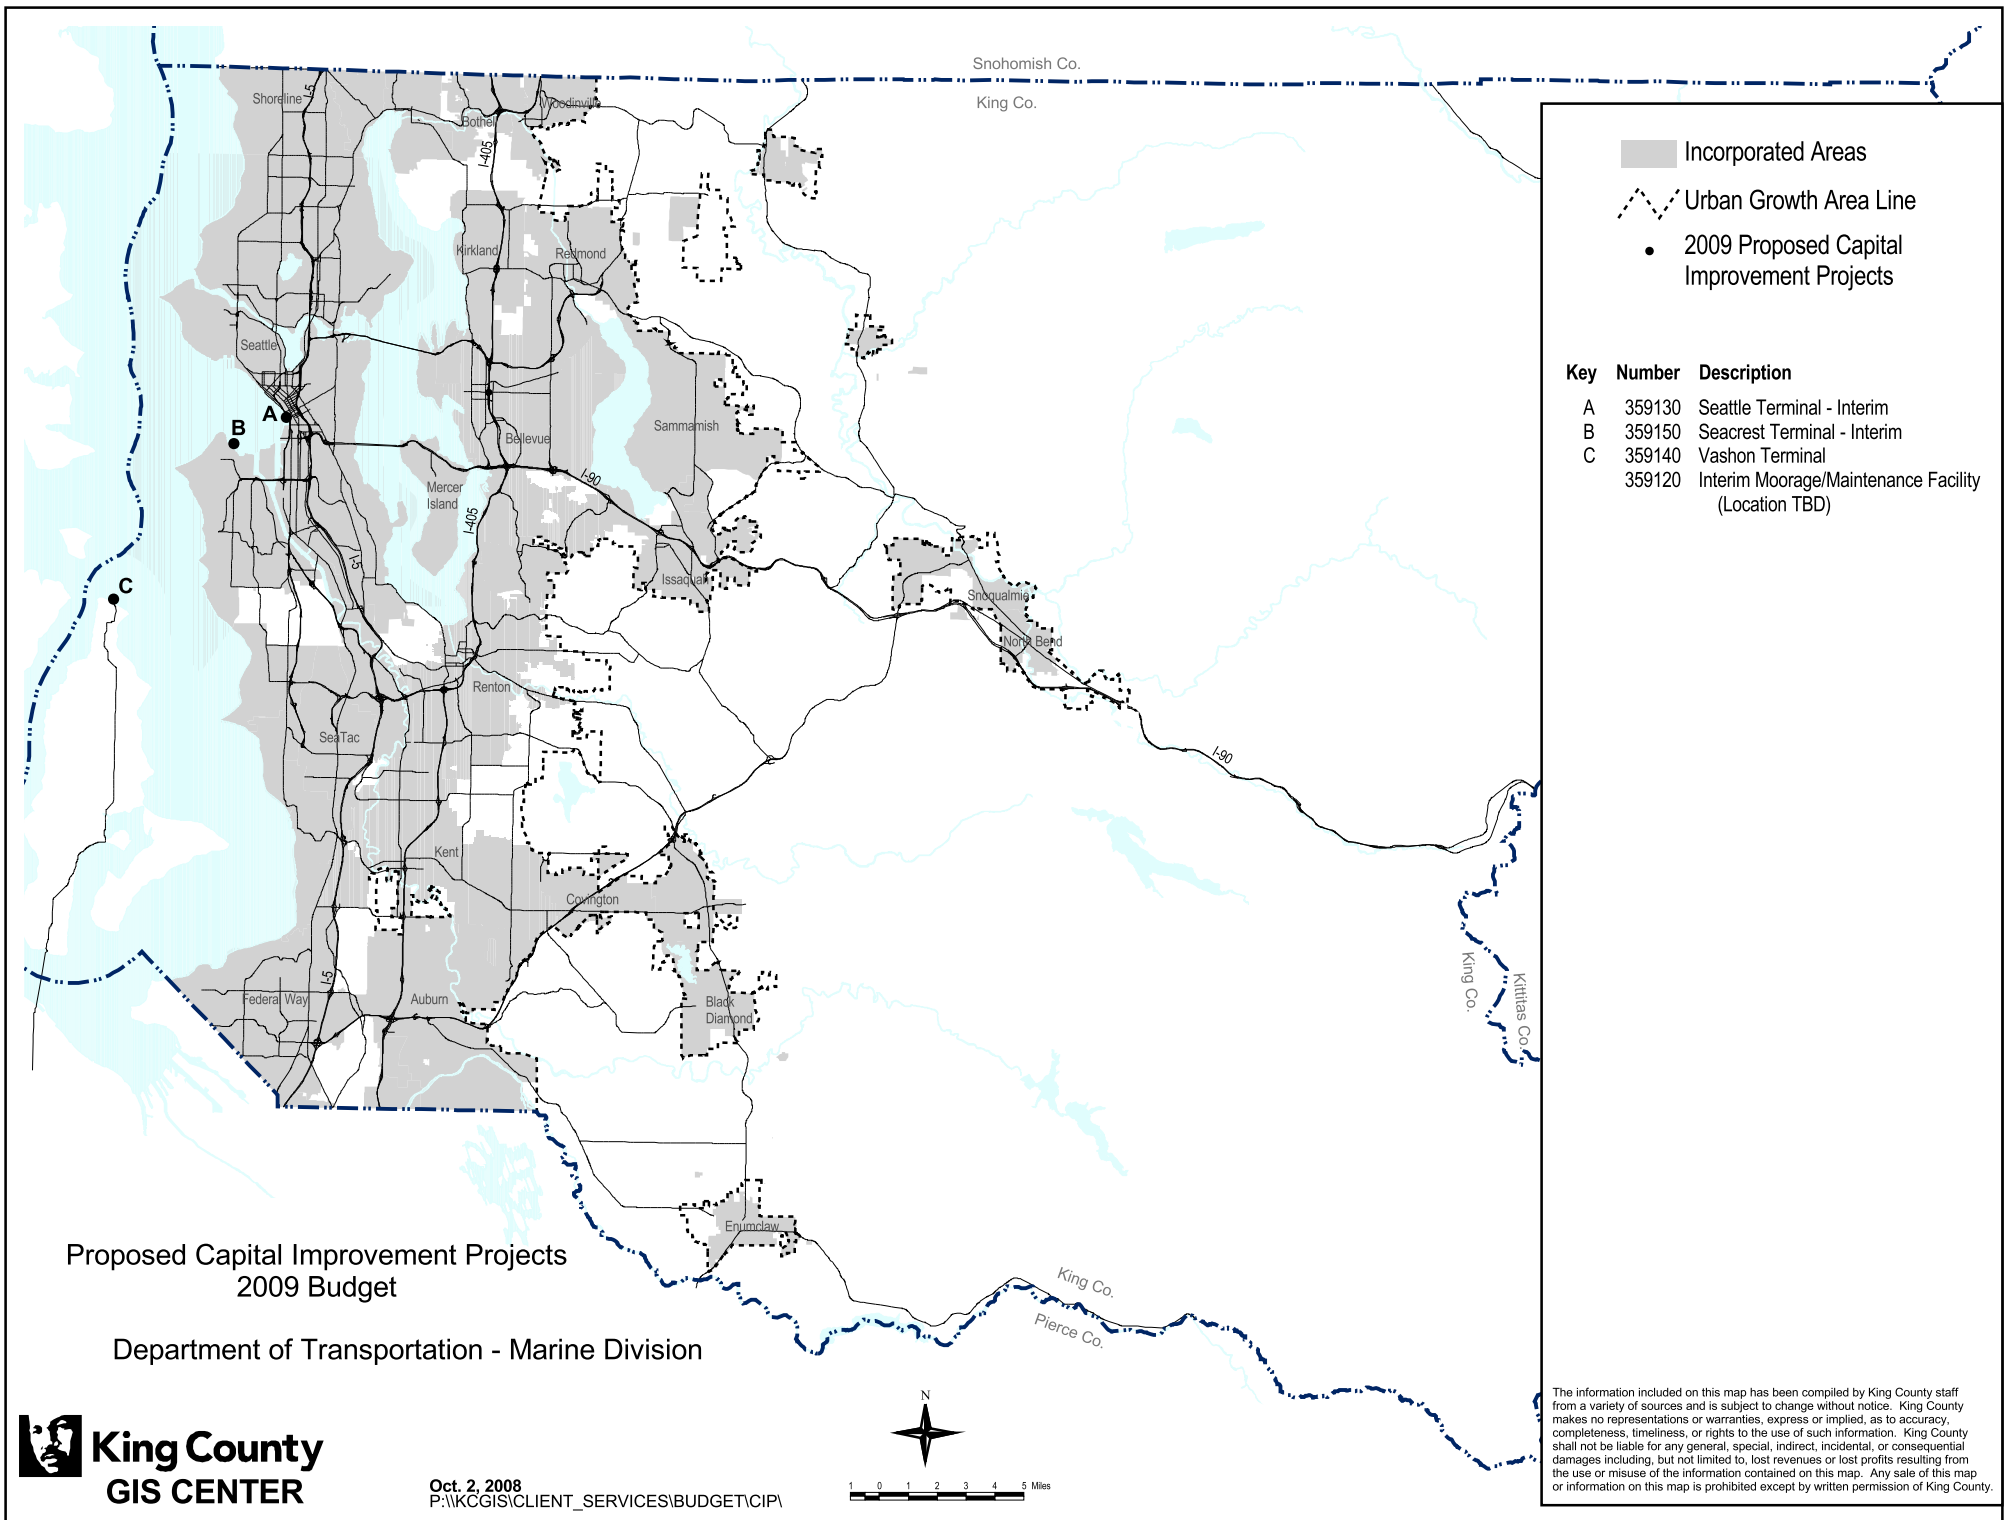 Snohomish Co.
King Co.
Shoreline
I-5
Woodinville
Bothell
I-405
Kirkland
Redmond
Seattle
A
B
Bellevue
Sammamish
I-90
Mercer
Island
I-405
I-5
Issaquah
C
Snoqualmie
North Bend
Renton
SeaTac
I-90
Kent
Covington
I-5
Federal Way
Auburn
Black
Diamond
King Co.
Kittitas Co.
Enumclaw
King Co.
Pierce Co.
Incorporated Areas
Urban Growth Area Line
2009 Proposed Capital
Improvement Projects
Key Number Description
A 359130 Seattle Terminal - Interim
B 359150 Seacrest Terminal - Interim
C 359140 Vashon Terminal
359120 Interim Moorage/Maintenance Facility
(Location TBD)
Proposed Capital Improvement Projects
2009 Budget
Department of Transportation - Marine Division
King County
GIS CENTER
Oct. 2, 2008
P:\\KCGIS\CLIENT_SERVICES\BUDGET\CIP\
N
1 0 1 2 3 4 5 Miles
The information included on this map has been compiled by King County staff
from a variety of sources and is subject to change without notice. King County
makes no representations or warranties, express or implied, as to accuracy,
completeness, timeliness, or rights to the use of such information. King County
shall not be liable for any general, special, indirect, incidental, or consequential
damages including, but not limited to, lost revenues or lost profits resulting from
the use or misuse of the information contained on this map. Any sale of this map
or information on this map is prohibited except by written permission of King County.